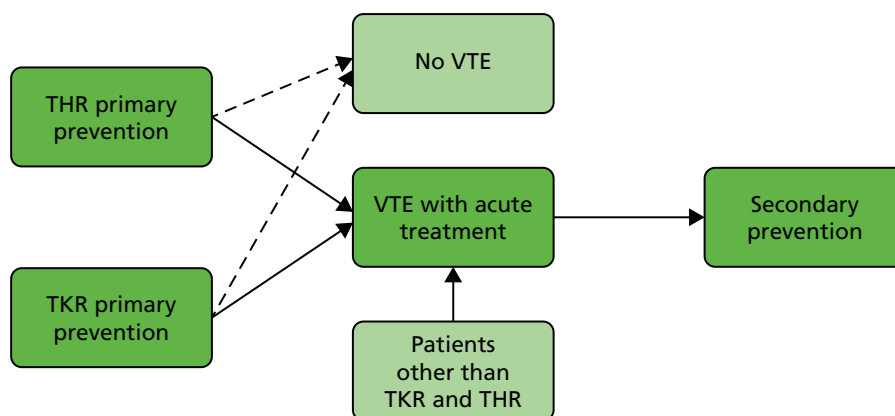 No VTE
THR primary
prevention
VTE with acute
treatment
Secondary
prevention
TKR primary
prevention
Patients
other than
TKR and THR